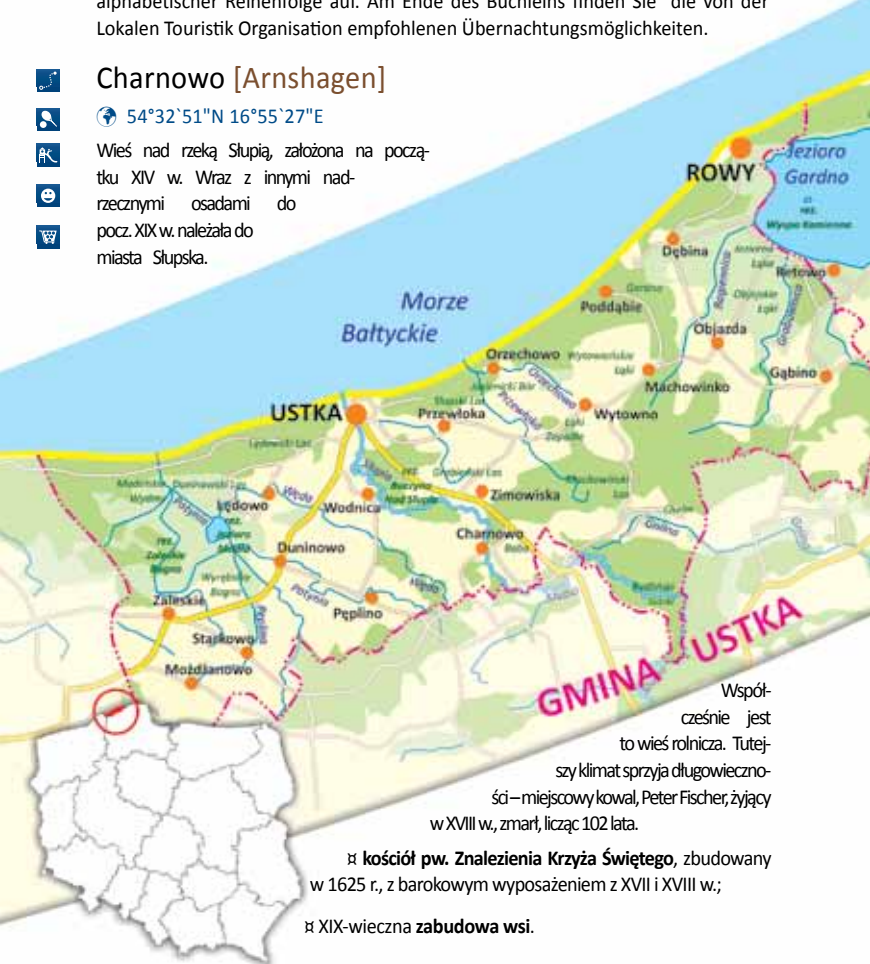 alphabetischer Reihenfolge auf. Am Ende des Büchleins finden Sie die von der
Lokalen Touristik Organisation empfohlenen Übernachtungsmöglichkeiten.
Charnowo [Arnshagen]
54°32`51"N 16°55`27"E
Wieś nad rzeką Słupią, założona na począ-
tku XIV w. Wraz z innymi nad-
rzecznymi osadami do
pocz. XIX w. należała do
miasta Słupska.
Jezioro
Gardno
ROWY
Wyspa Kamienna
Dębina
Retowo
Morze
Bałtyckie
Poddąbie
Objazda
Orzechowo
Machowinko
Gąbino
Orzechowa
USTKA
Przewłoka
Wytowno
Wodnica
Zimowiska
Lędowo
Charnowo
Duninowo
Zaleskie
Pęplino
Starkowo
Możdżanowo
GMINA USTKA
Współ-
cześnie jest
to wieś rolnicza. Tutej-
szy klimat sprzyja długowieczno-
ści – miejscowy kowal, Peter Fischer, żyjący
w XVIII w., zmarł, licząc 102 lata.
¤ kościół pw. Znalezienia Krzyża Świętego, zbudowany
w 1625 r., z barokowym wyposażeniem z XVII i XVIII w.;
¤ XIX-wieczna zabudowa wsi.